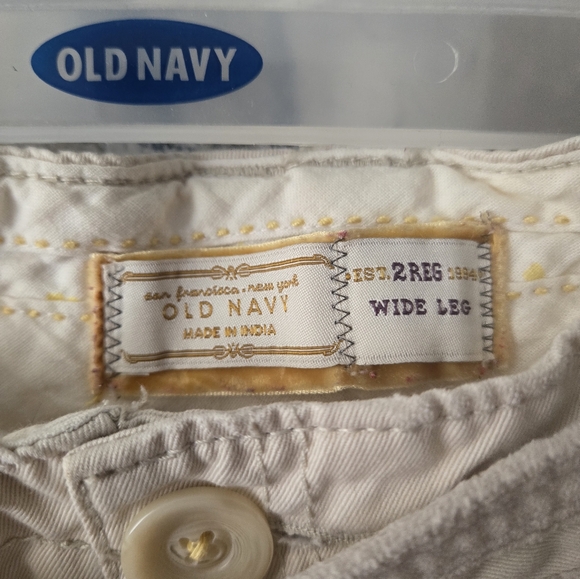 OLD NAVY
san francisco • new york
OLD NAVY
MADE IN INDIA
EST. 2 REG 1994
WIDE LEG